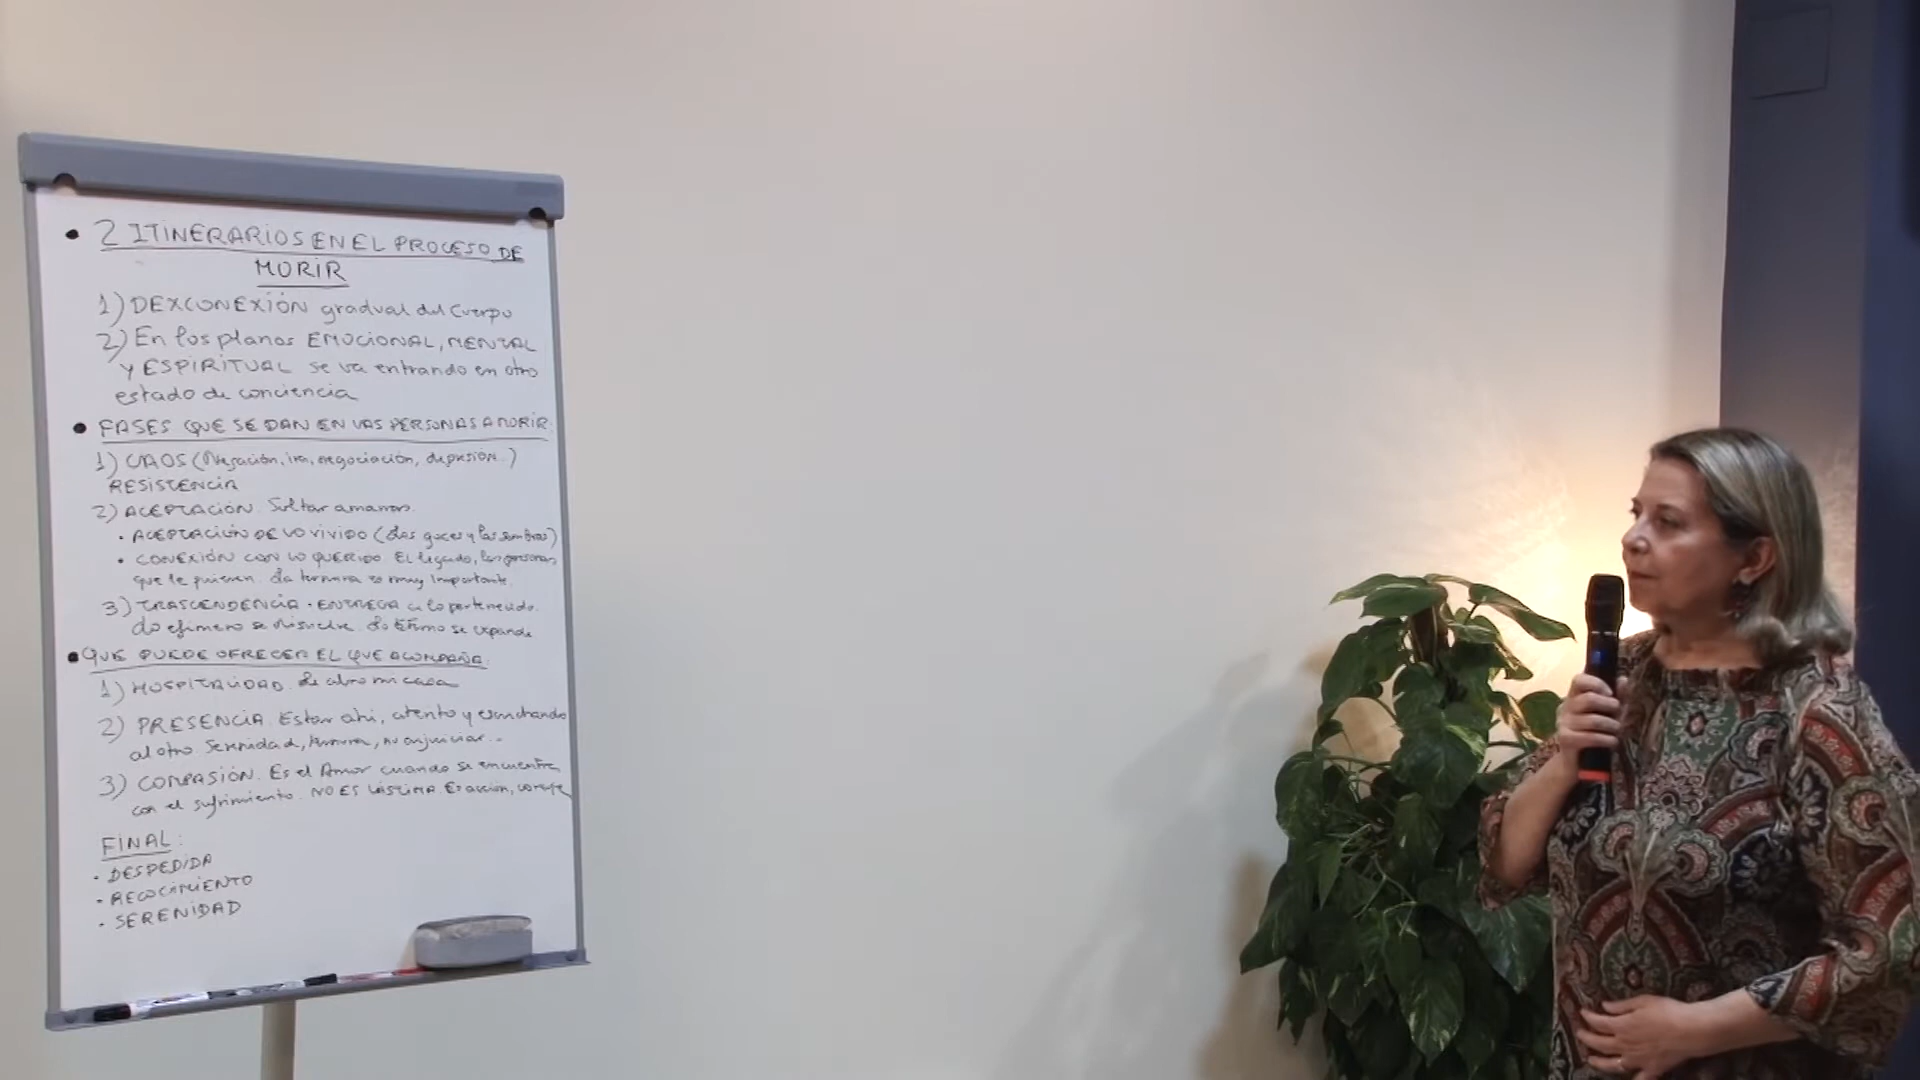 • 2 ITINERARIOS EN EL PROCESO DE
MORIR
1) DEXCONEXIÓN gradual del Cuerpo
2) En los planos EMOCIONAL, MENTAL
Y ESPIRITUAL se va entrando en otro
estado de conciencia
• FASES QUE SE DAN EN LAS PERSONAS A MORIR
1) CAOS (Negación, ira, negociación, depresión..)
RESISTENCIA
2) ACEPTACIÓN. Soltar amarras.
• ACEPTACIÓN DE LO VIVIDO (Los goces y las sombras)
• CONEXIÓN CON LO QUERIDO El legado, las personas
que le quieren. La ternura es muy importante.
3) TRASCENDENCIA • ENTREGA a lo pertenecido.
Lo efímero se disuelve. Lo Eterno se expande
• QUE PUEDE OFRECER EL QUE ACOMPAÑA:
1) HOSPITALIDAD. Le abro mi casa
2) PRESENCIA. Estar ahí, atento y escuchando
al otro. Serenidad, ternura, no enjuiciar...
3) COMPASIÓN. Es el Amor cuando se encuentra
con el sufrimiento. NO ES LÁSTIMA. Es acción,
FINAL:
• DESPEDIDA
• RECOCIMIENTO
• SERENIDAD